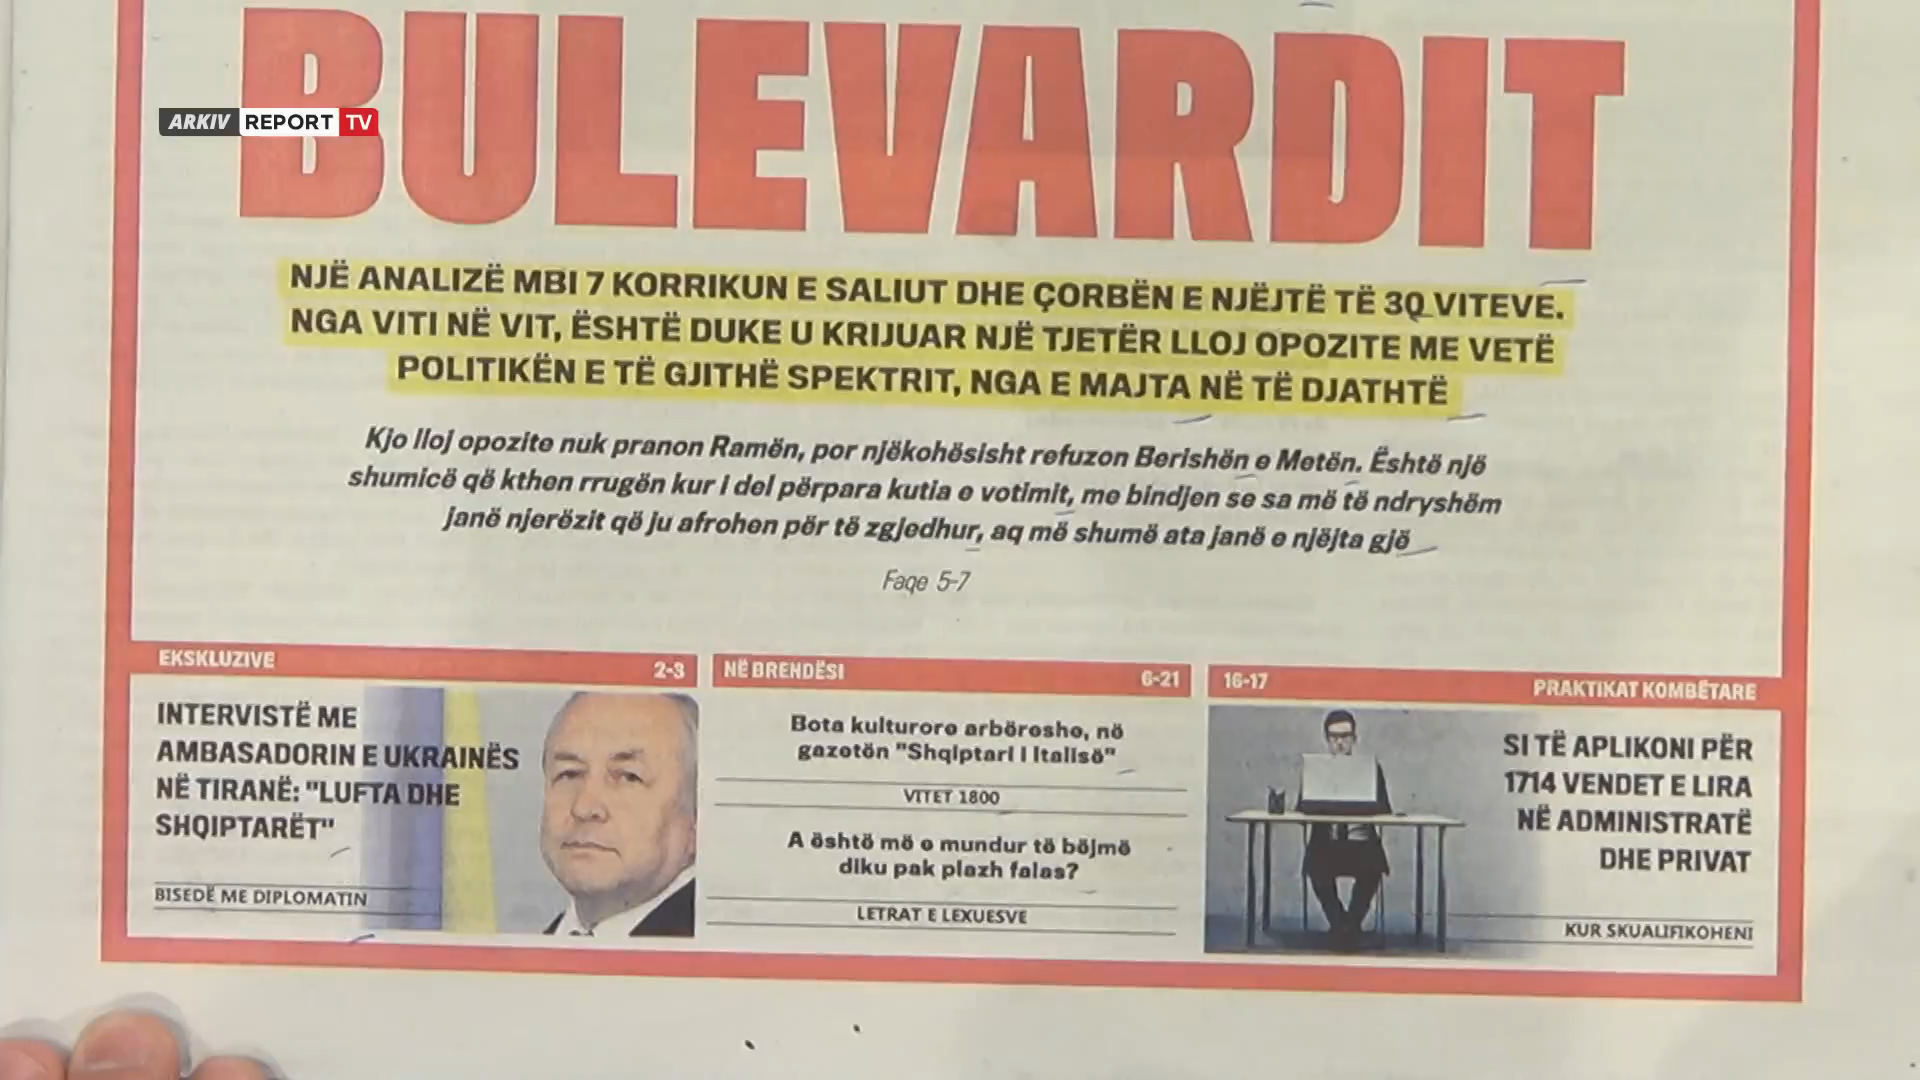 BULEVARDIT
ARKIV REPORT TV
NJË ANALIZË MBI 7 KORRIKUN E SALIUT DHE ÇORBËN E NJËJTË TË 30 VITEVE.
NGA VITI NË VIT, ËSHTË DUKE U KRIJUAR NJË TJETËR LLOJ OPOZITE ME VETË
POLITIKËN E TË GJITHË SPEKTRIT, NGA E MAJTA NË TË DJATHTË
Kjo lloj opozite nuk pranon Ramën, por njëkohësisht refuzon Berishën e Metën. Është një
shumicë që kthen rrugën kur i del përpara kutia e votimit, me bindjen se sa më të ndryshëm
janë njerëzit që ju afrohen për të zgjedhur, aq më shumë ata janë e njëjta gjë
Faqe 5-7
EKSKLUZIVE 2-3
INTERVISTË ME
AMBASADORIN E UKRAINËS
NË TIRANË: "LUFTA DHE
SHQIPTARËT"
BISEDË ME DIPLOMATIN
NË BRENDËSI 6-21
Bota kulturore arbëreshe, në
gazetën "Shqiptari i Italisë"
VITET 1800
A është më e mundur të bëjmë
diku pak plazh falas?
LETRAT E LEXUESVE
16-17 PRAKTIKAT KOMBËTARE
SI TË APLIKONI PËR
1714 VENDET E LIRA
NË ADMINISTRATË
DHE PRIVAT
KUR SKUALIFIKOHENI